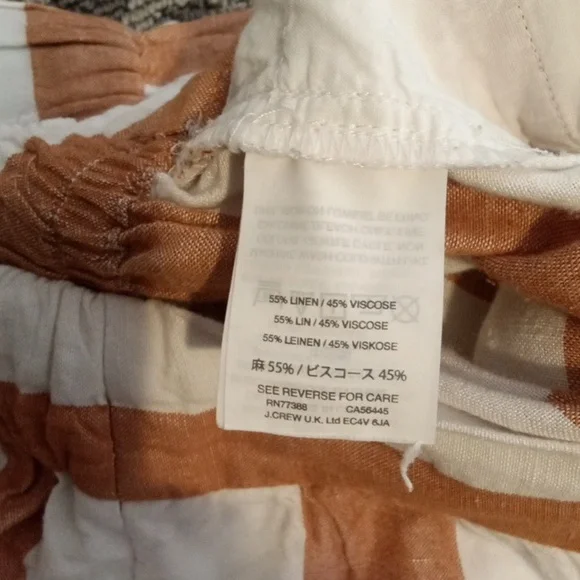 55% LINEN / 45% VISCOSE
55% LIN / 45% VISCOSE
55% LEINEN / 45% VISKOSE
麻 55% / ビスコース 45%
SEE REVERSE FOR CARE
RN77388 CA56445
J.CREW U.K. Ltd EC4V 6JA